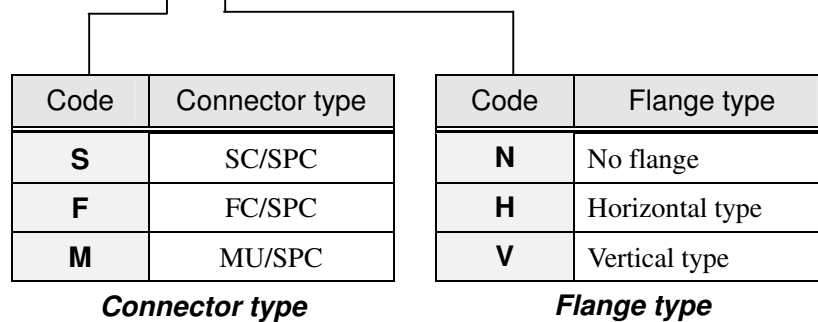 Code Connector type
S SC/SPC
F FC/SPC
M MU/SPC
Connector type
Code Flange type
N No flange
H Horizontal type
V Vertical type
Flange type